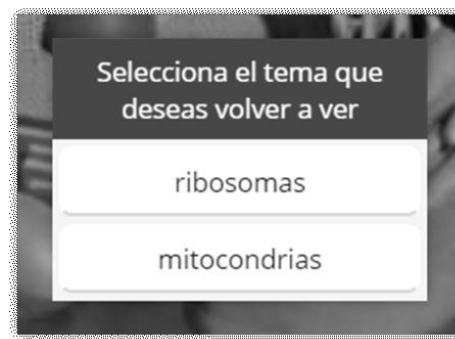 Selecciona el tema que
deseas volver a ver
ribosomas
mitocondrias